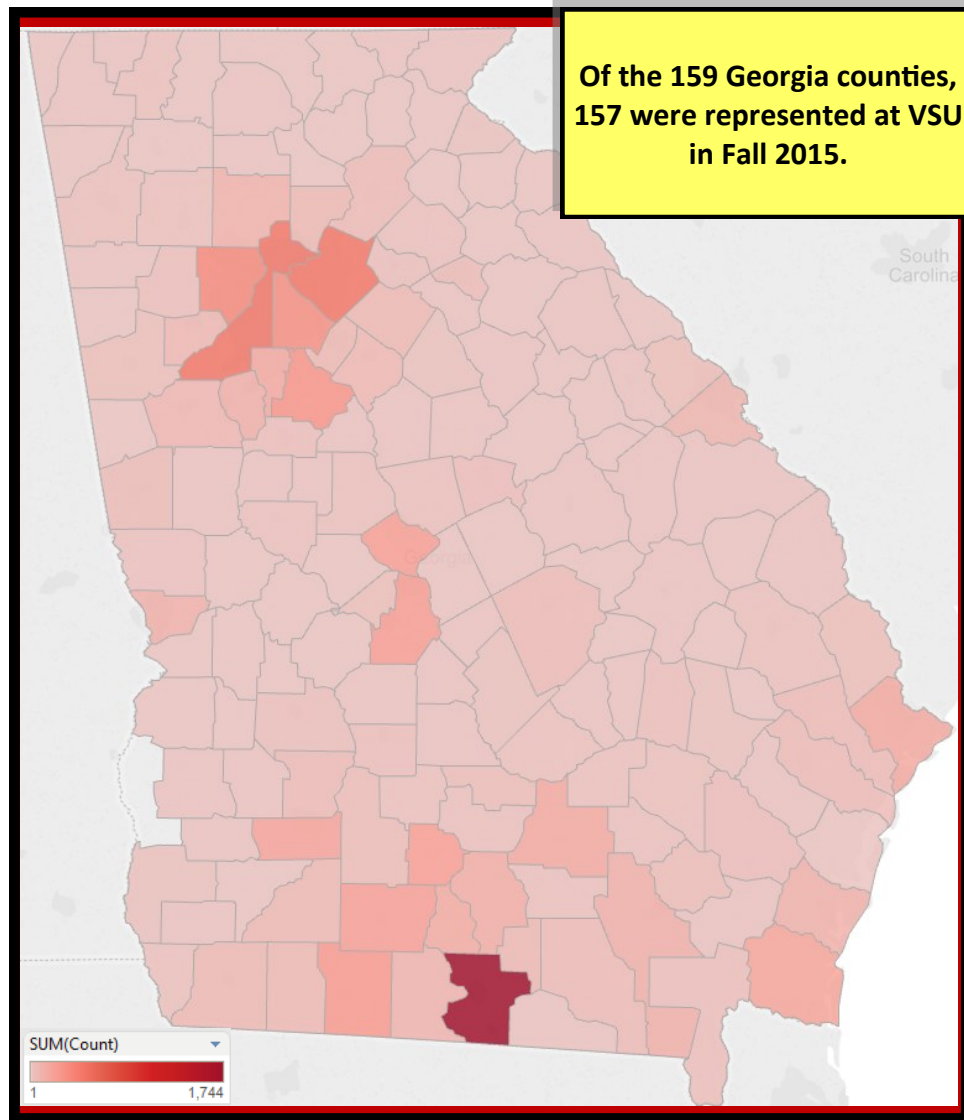 Of the 159 Georgia counties,
157 were represented at VSU
in Fall 2015.
South
Carolina
Georgia
SUM(Count)
1
1,744